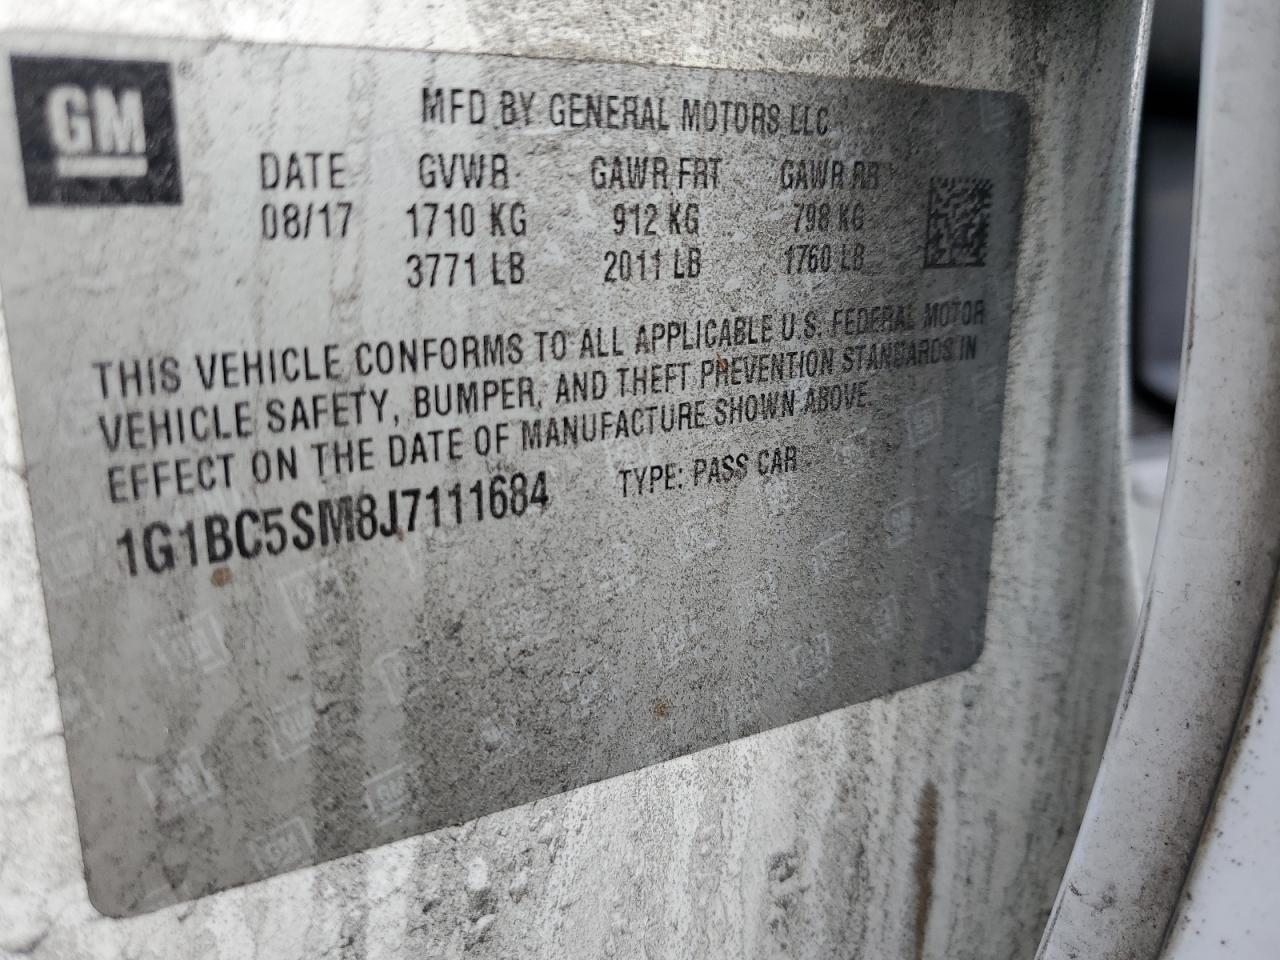 GM
MFD BY GENERAL MOTORS LLC
DATE GVWR GAWR FRT GAWR RR
08/17 1710 KG 912 KG 798 KG
3771 LB 2011 LB 1760 LB
THIS VEHICLE CONFORMS TO ALL APPLICABLE U.S. FEDERAL MOTOR
VEHICLE SAFETY, BUMPER, AND THEFT PREVENTION STANDARDS IN
EFFECT ON THE DATE OF MANUFACTURE SHOWN ABOVE.
1G1BC5SM8J7111684 TYPE: PASS CAR